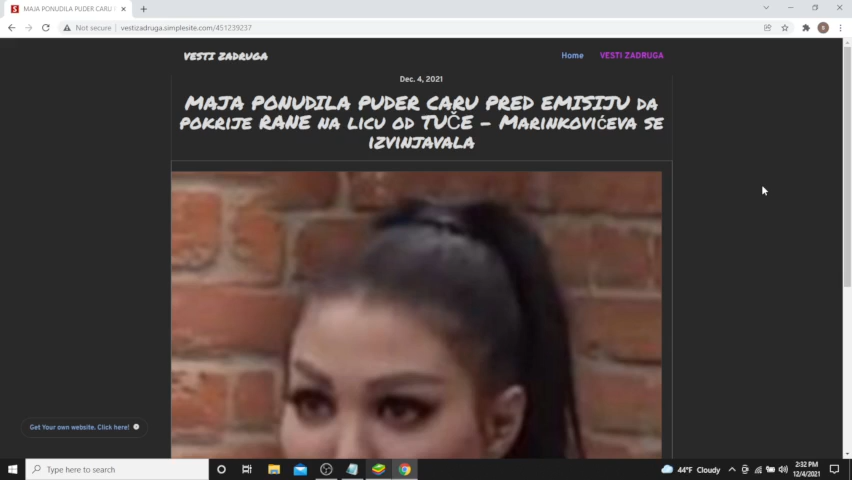 MAJA PONUDILA PUDER CARU
Not secure
vestizadruga.simplesite.com/451239237
B
VESTI ZADRUGA
Home
VESTI ZADRUGA
Dec. 4, 2021
MAJA PONUDILA PUDER CARU PRED EMISIJU DA
POKRIJE RANE NA LICU OD TUČE - MARINKOVIĆEVA SE
IZVINJAVALA
Get Your own website. Click here!
Type here to search
44°F Cloudy
2:32 PM
12/4/2021